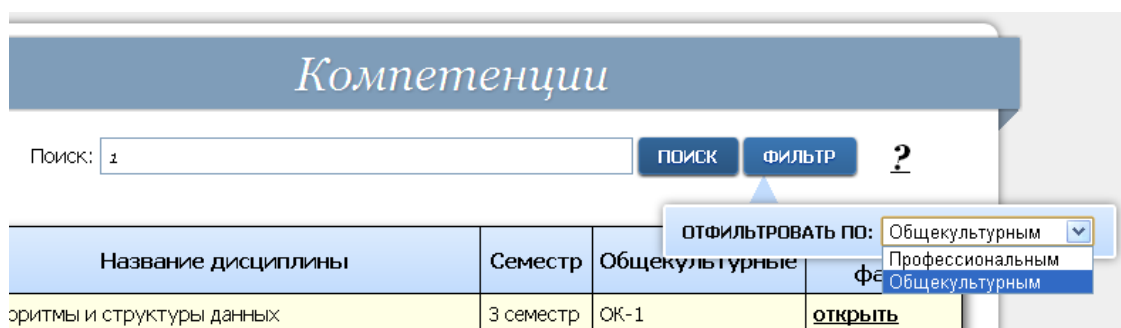 Компетенции
Поиск: 1 ПОИСК ФИЛЬТР ?
ОТФИЛЬТРОВАТЬ ПО: Общекультурным
Профессиональным
Общекультурным
Название дисциплины Семестр Общекультурные
оритмы и структуры данных 3 семестр ОК-1 открыть